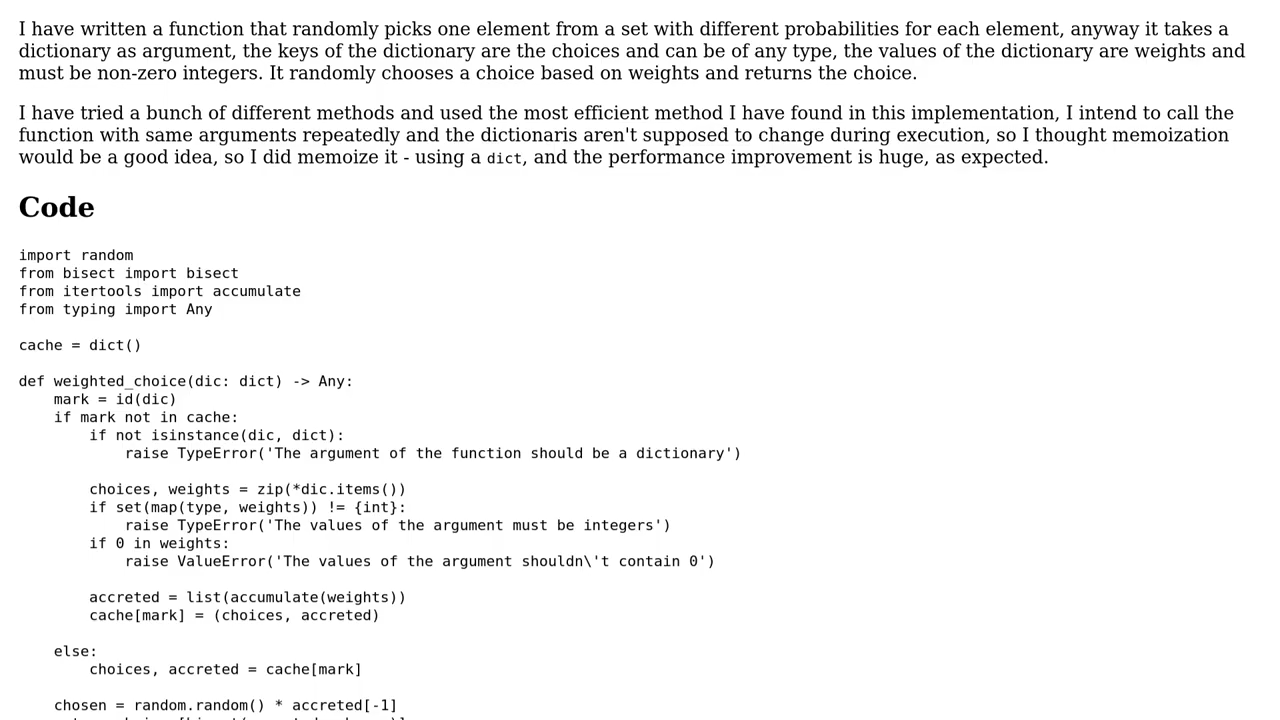 I have written a function that randomly picks one element from a set with different probabilities for each element, anyway it takes a
dictionary as argument, the keys of the dictionary are the choices and can be of any type, the values of the dictionary are weights and
must be non-zero integers. It randomly chooses a choice based on weights and returns the choice.
I have tried a bunch of different methods and used the most efficient method I have found in this implementation, I intend to call the
function with same arguments repeatedly and the dictionaris aren't supposed to change during execution, so I thought memoization
would be a good idea, so I did memoize it - using a dict, and the performance improvement is huge, as expected.
Code
import random
from bisect import bisect
from itertools import accumulate
from typing import Any
cache = dict()
def weighted_choice(dic: dict) -> Any:
    mark = id(dic)
    if mark not in cache:
        if not isinstance(dic, dict):
            raise TypeError('The argument of the function should be a dictionary')
        choices, weights = zip(*dic.items())
        if set(map(type, weights)) != {int}:
            raise TypeError('The values of the argument must be integers')
        if 0 in weights:
            raise ValueError('The values of the argument shouldn\'t contain 0')
        accreted = list(accumulate(weights))
        cache[mark] = (choices, accreted)
    else:
        choices, accreted = cache[mark]
    chosen = random.random() * accreted[-1]